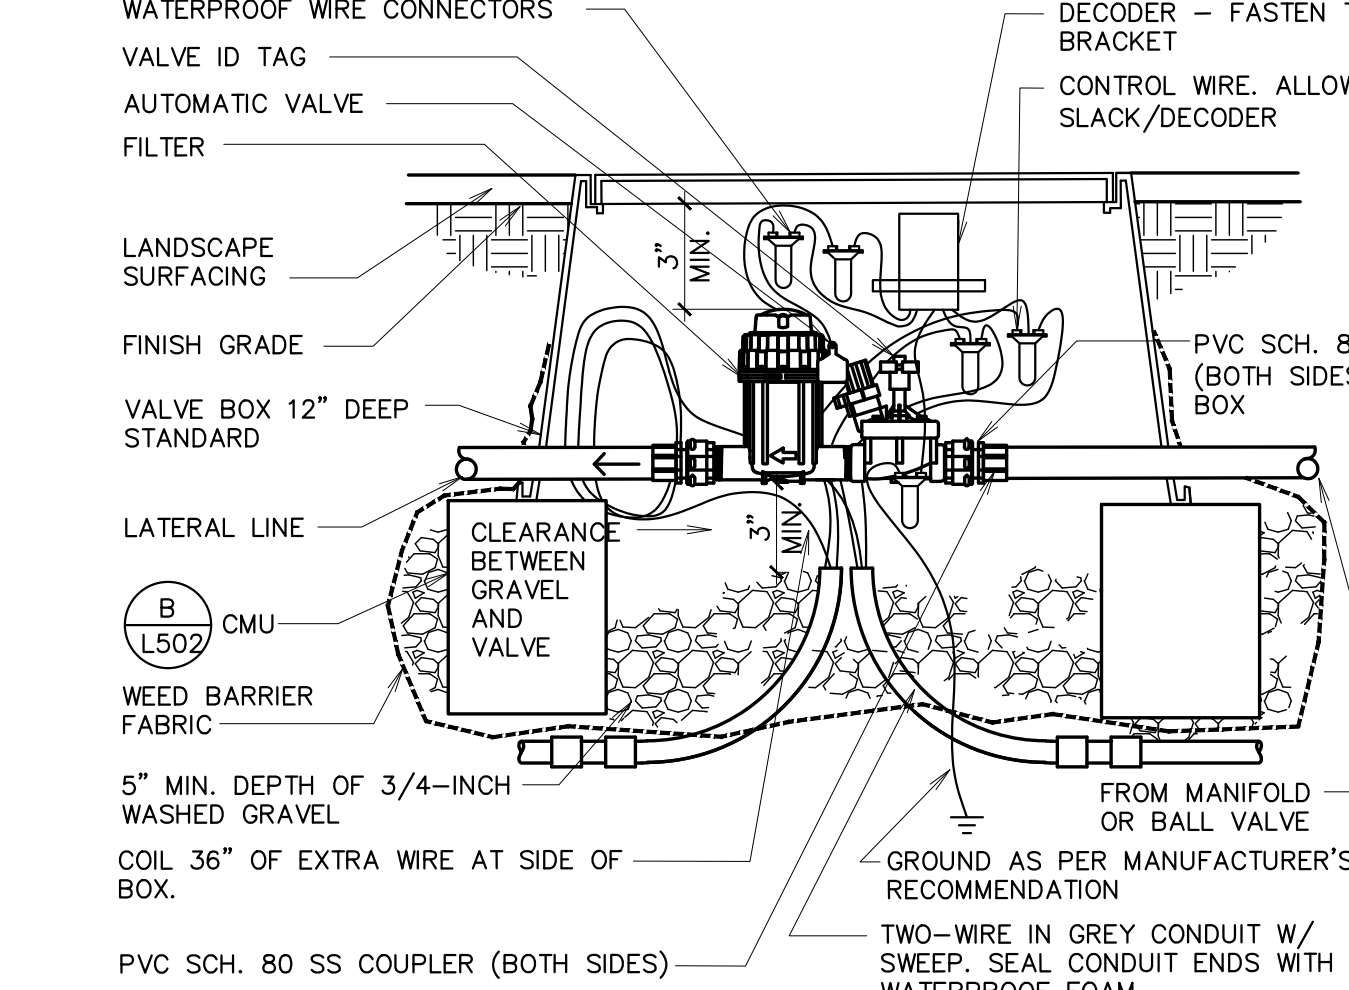 WATERPROOF WIRE CONNECTORS
VALVE ID TAG
AUTOMATIC VALVE
FILTER
LANDSCAPE
SURFACING
FINISH GRADE
VALVE BOX 12" DEEP
STANDARD
LATERAL LINE
B
L502
CMU
WEED BARRIER
FABRIC
5" MIN. DEPTH OF 3/4-INCH
WASHED GRAVEL
COIL 36" OF EXTRA WIRE AT SIDE OF
BOX.
PVC SCH. 80 SS COUPLER (BOTH SIDES)
3"
MIN.
CLEARANCE
BETWEEN
GRAVEL
AND
VALVE
3"
MIN.
DECODER - FASTEN
BRACKET
CONTROL WIRE. ALLOW
SLACK/DECODER
PVC SCH.
(BOTH SIDES
BOX
FROM MANIFOLD
OR BALL VALVE
GROUND AS PER MANUFACTURER'S
RECOMMENDATION
TWO-WIRE IN GREY CONDUIT W/
SWEEP. SEAL CONDUIT ENDS WITH
WATERPROOF FOAM